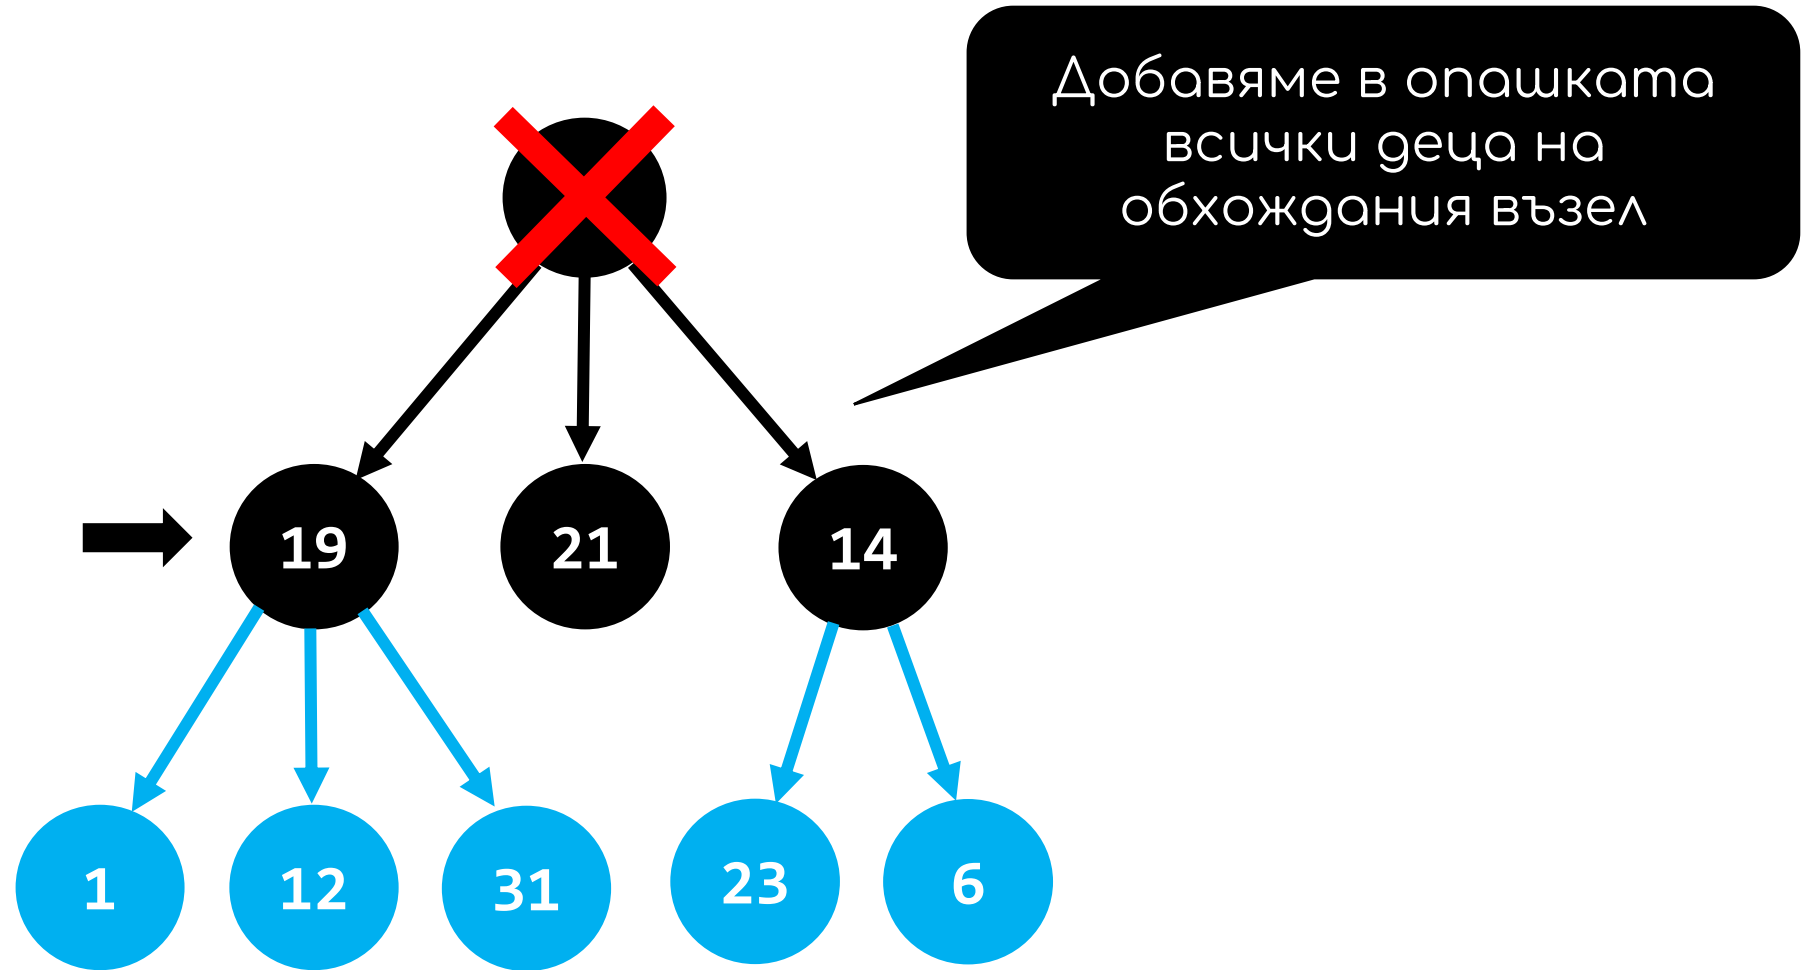 Добавяме в опашката
всички деца на
обхождания възел
19 21 14
1 12 31 23 6